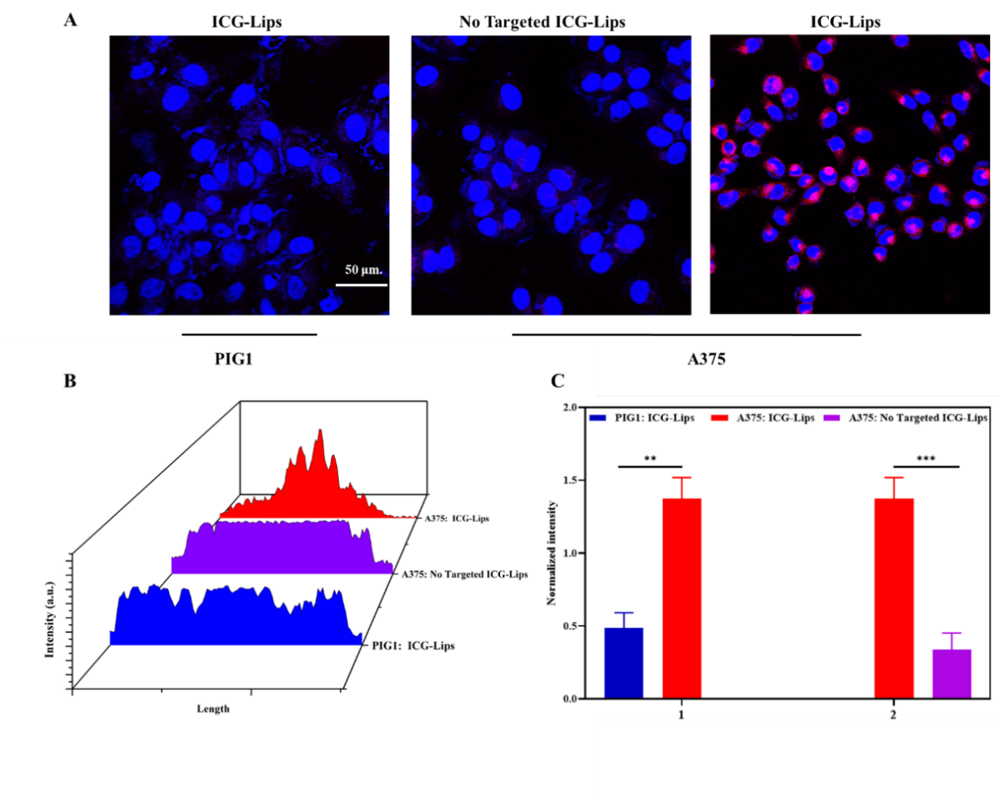 A
ICG-Lips
No Targeted ICG-Lips
ICG-Lips
50 μm.
PIG1
A375
B
A375: ICG-Lips
A375: No Targeted ICG-Lips
PIG1: ICG-Lips
Intensity (a.u.)
Length
C
PIG1: ICG-Lips A375: ICG-Lips A375: No Targeted ICG-Lips
** ***
Normalized intensity
2.0
1.5
1.0
0.5
0.0
1 2